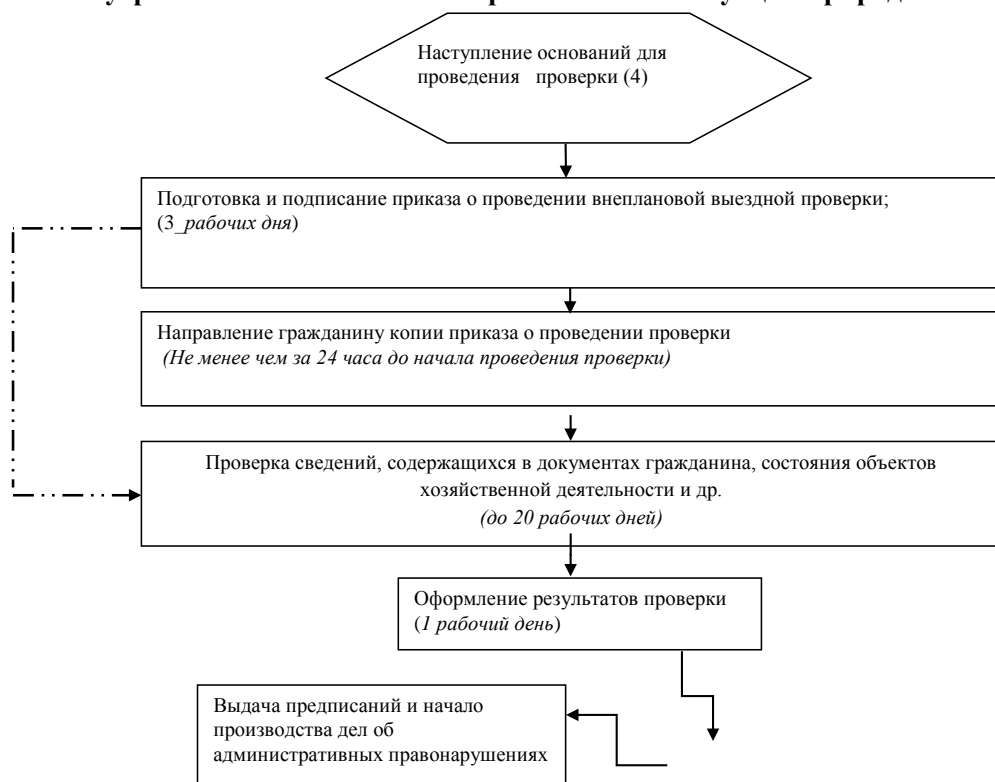 Наступление оснований для
проведения проверки (4)
Подготовка и подписание приказа о проведении внеплановой выездной проверки;
(3_рабочих дня)
Направление гражданину копии приказа о проведении проверки
(Не менее чем за 24 часа до начала проведения проверки)
Проверка сведений, содержащихся в документах гражданина, состояния объектов
хозяйственной деятельности и др.
(до 20 рабочих дней)
Оформление результатов проверки
(1 рабочий день)
Выдача предписаний и начало
производства дел об
административных правонарушениях